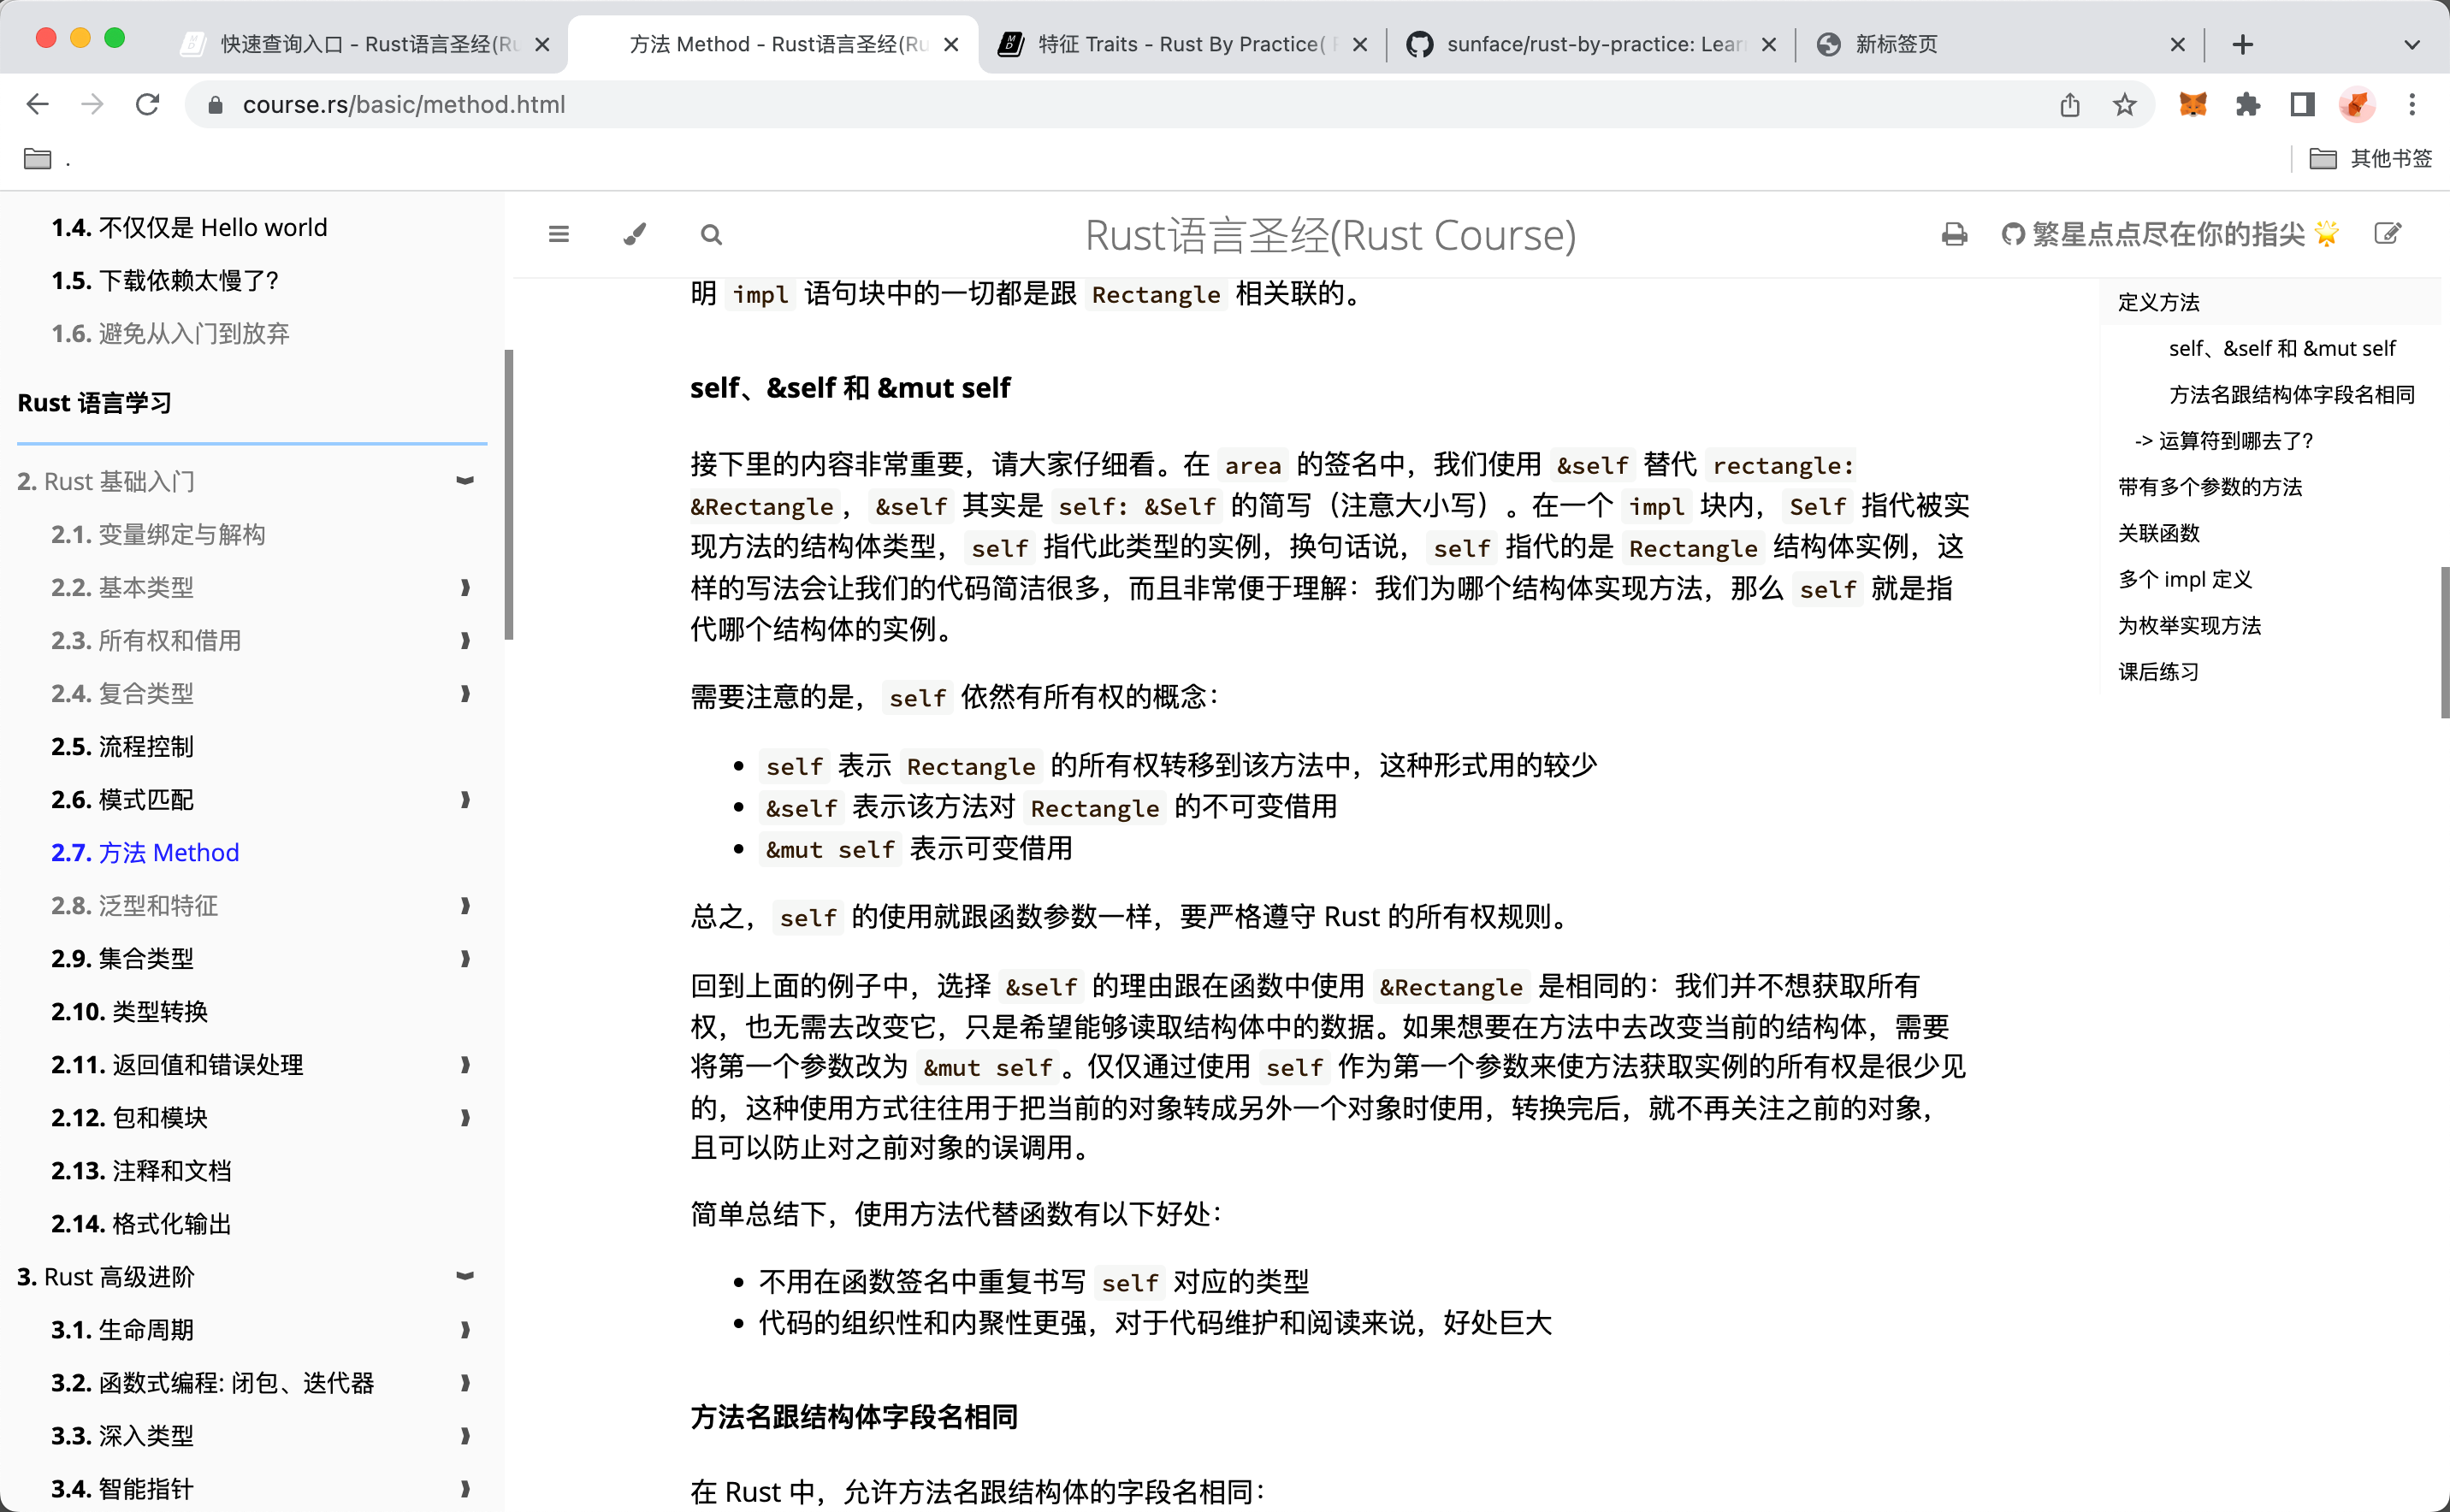 快速查询入口 - Rust语言圣经(Ru
方法 Method - Rust语言圣经(Ru
特征 Traits - Rust By Practice(
sunface/rust-by-practice: Lear
新标签页
course.rs/basic/method.html
.
其他书签
1.4. 不仅仅是 Hello world
1.5. 下载依赖太慢了？
1.6. 避免从入门到放弃
Rust 语言学习
2. Rust 基础入门
2.1. 变量绑定与解构
2.2. 基本类型
2.3. 所有权和借用
2.4. 复合类型
2.5. 流程控制
2.6. 模式匹配
2.7. 方法 Method
2.8. 泛型和特征
2.9. 集合类型
2.10. 类型转换
2.11. 返回值和错误处理
2.12. 包和模块
2.13. 注释和文档
2.14. 格式化输出
3. Rust 高级进阶
3.1. 生命周期
3.2. 函数式编程: 闭包、迭代器
3.3. 深入类型
3.4. 智能指针
Rust语言圣经(Rust Course)
繁星点点尽在你的指尖 🌟
明 impl 语句块中的一切都是跟 Rectangle 相关联的。
self、&self 和 &mut self
接下里的内容非常重要，请大家仔细看。在 area 的签名中，我们使用 &self 替代 rectangle:
&Rectangle ， &self 其实是 self: &Self 的简写（注意大小写）。在一个 impl 块内， Self 指代被实
现方法的结构体类型， self 指代此类型的实例，换句话说， self 指代的是 Rectangle 结构体实例，这
样的写法会让我们的代码简洁很多，而且非常便于理解：我们为哪个结构体实现方法，那么 self 就是指
代哪个结构体的实例。
需要注意的是， self 依然有所有权的概念：
• self 表示 Rectangle 的所有权转移到该方法中，这种形式用的较少
• &self 表示该方法对 Rectangle 的不可变借用
• &mut self 表示可变借用
总之， self 的使用就跟函数参数一样，要严格遵守 Rust 的所有权规则。
回到上面的例子中，选择 &self 的理由跟在函数中使用 &Rectangle 是相同的：我们并不想获取所有
权，也无需去改变它，只是希望能够读取结构体中的数据。如果想要在方法中去改变当前的结构体，需要
将第一个参数改为 &mut self 。仅仅通过使用 self 作为第一个参数来使方法获取实例的所有权是很少见
的，这种使用方式往往用于把当前的对象转成另外一个对象时使用，转换完后，就不再关注之前的对象，
且可以防止对之前对象的误调用。
简单总结下，使用方法代替函数有以下好处：
• 不用在函数签名中重复书写 self 对应的类型
• 代码的组织性和内聚性更强，对于代码维护和阅读来说，好处巨大
方法名跟结构体字段名相同
在 Rust 中，允许方法名跟结构体的字段名相同：
定义方法
self、&self 和 &mut self
方法名跟结构体字段名相同
-> 运算符到哪去了？
带有多个参数的方法
关联函数
多个 impl 定义
为枚举实现方法
课后练习